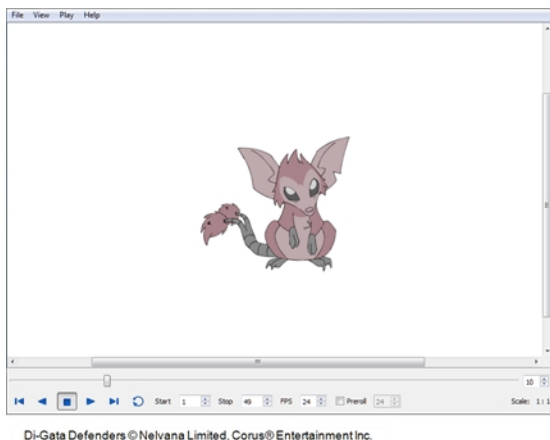 File View Play Help
10
Start 1 Stop 49 FPS 24 Preroll 24 Scale: 1:1
Di-Gata Defenders © Nelvana Limited. Corus® Entertainment Inc.